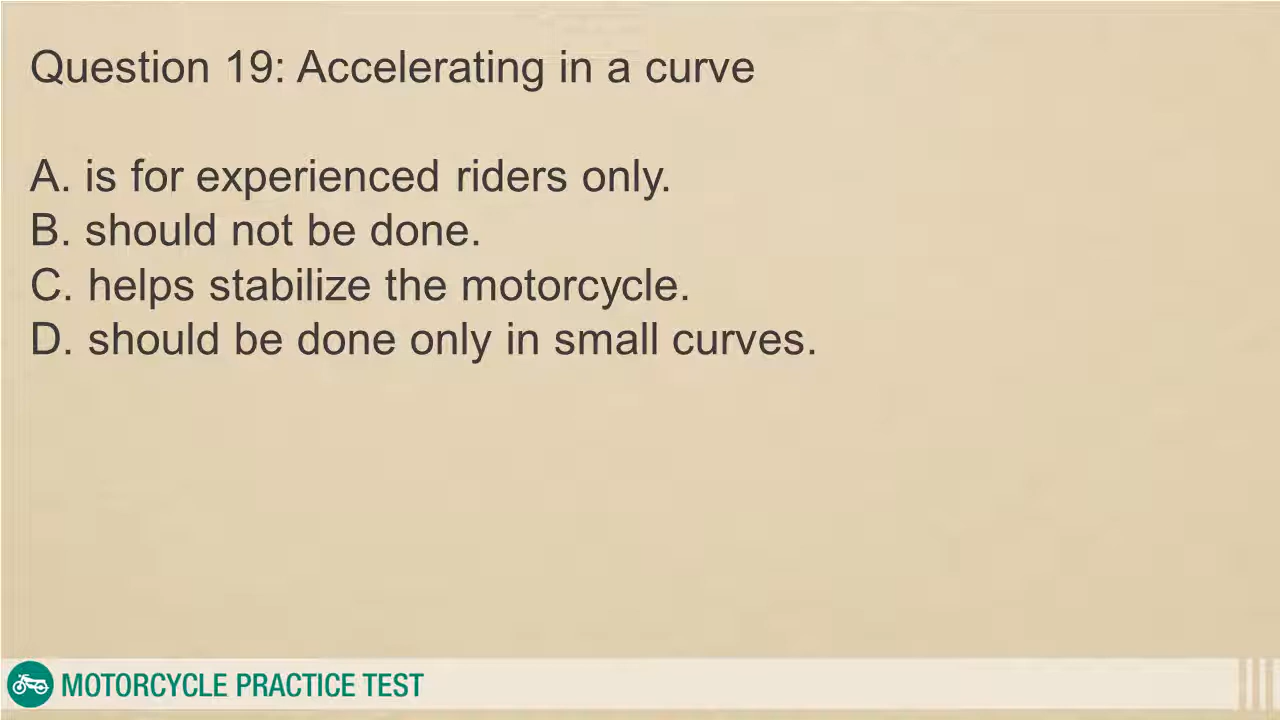 Question 19: Accelerating in a curve
A. is for experienced riders only.
B. should not be done.
C. helps stabilize the motorcycle.
D. should be done only in small curves.
MOTORCYCLE PRACTICE TEST